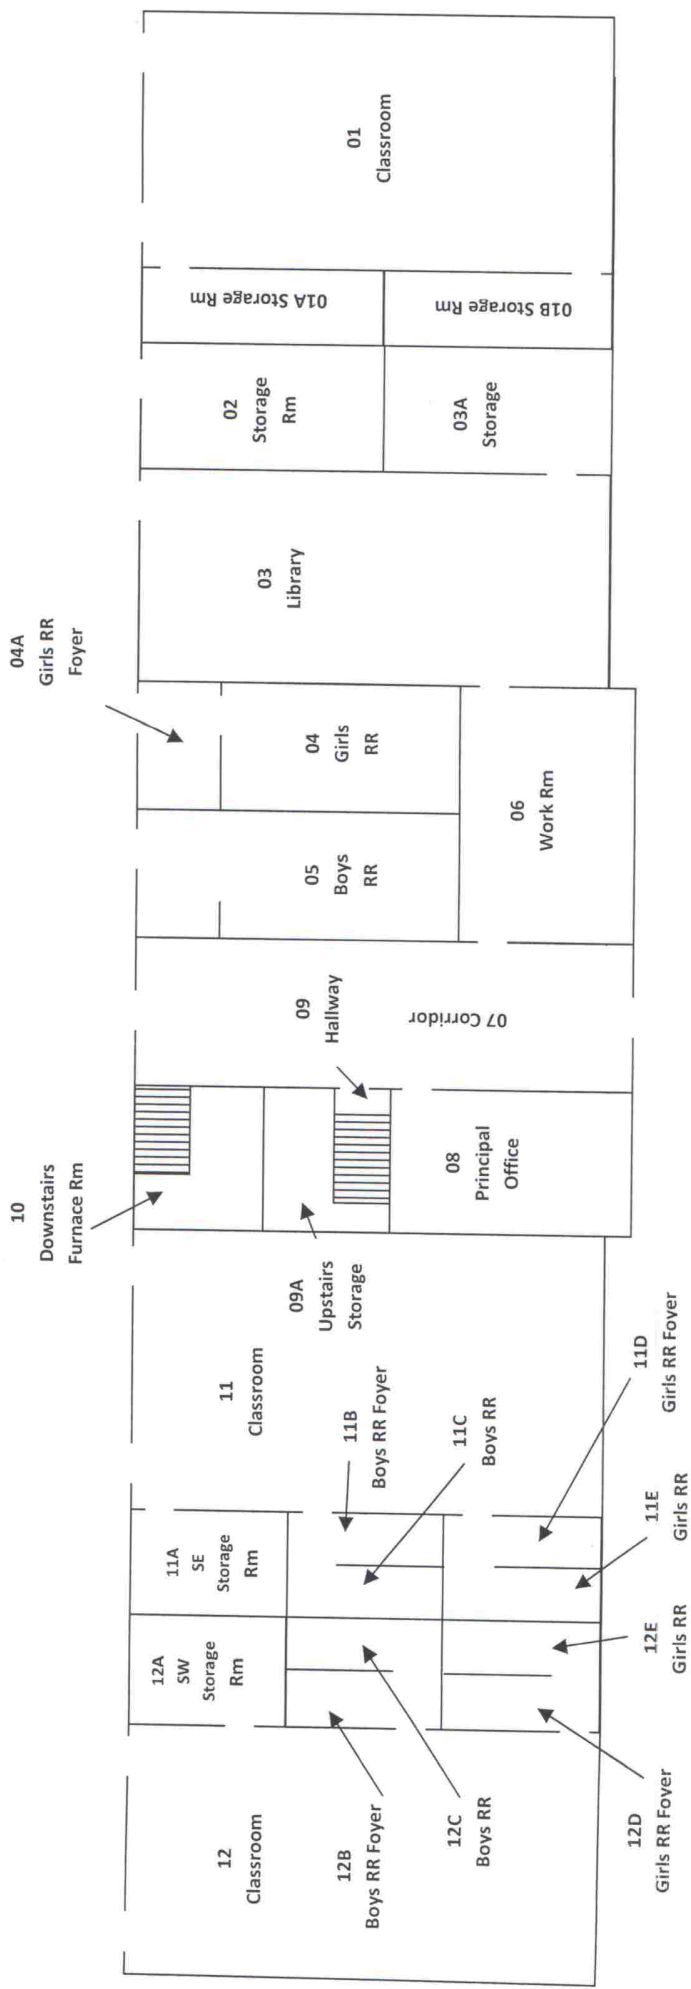 12
Classroom
12A
SW
Storage
Rm
12B
Boys RR Foyer
12C
Bovs RR
12D
Girls RR Fover
12E
Girls RR
11A
SE
Storage
Rm
11E
Girls RR
11
Classroom
11B
Boys RR Foyer
11C
Boys RR
11D
Girls RR Fover
10
Downstairs
Furnace Rm
09A
Upstairs
Storage
08
Principal
Office
09
Hallway
07 Corridor
05
Boys
RR
04A
Girls RR
Foyer
04
Girls
RR
06
Work Rm
03
Library
02
Storage
Rm
03A
Storage
01A Storage Rm
01B Storage Rm
01
Classroom